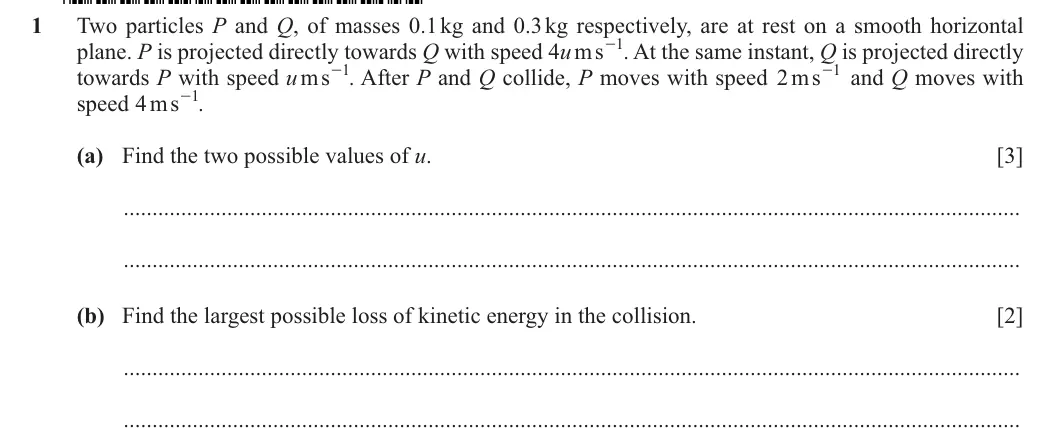 1 Two particles P and Q, of masses 0.1 kg and 0.3 kg respectively, are at rest on a smooth horizontal
plane. P is projected directly towards Q with speed 4u m s⁻¹. At the same instant, Q is projected directly
towards P with speed u m s⁻¹. After P and Q collide, P moves with speed 2 m s⁻¹ and Q moves with
speed 4 m s⁻¹.
(a) Find the two possible values of u. [3]
(b) Find the largest possible loss of kinetic energy in the collision. [2]